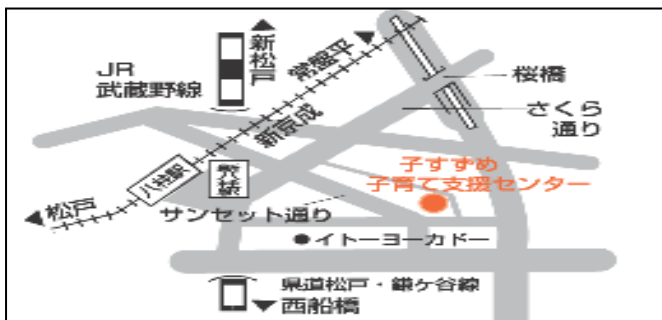 新松戸
常盤平
JR
武蔵野線
桜橋
さくら
通り
新京成
子すずめ
子育て支援センター
八柱駅
松戸
サンセット通り
●イトーヨーカドー
県道松戸・鎌ケ谷線
西船橋